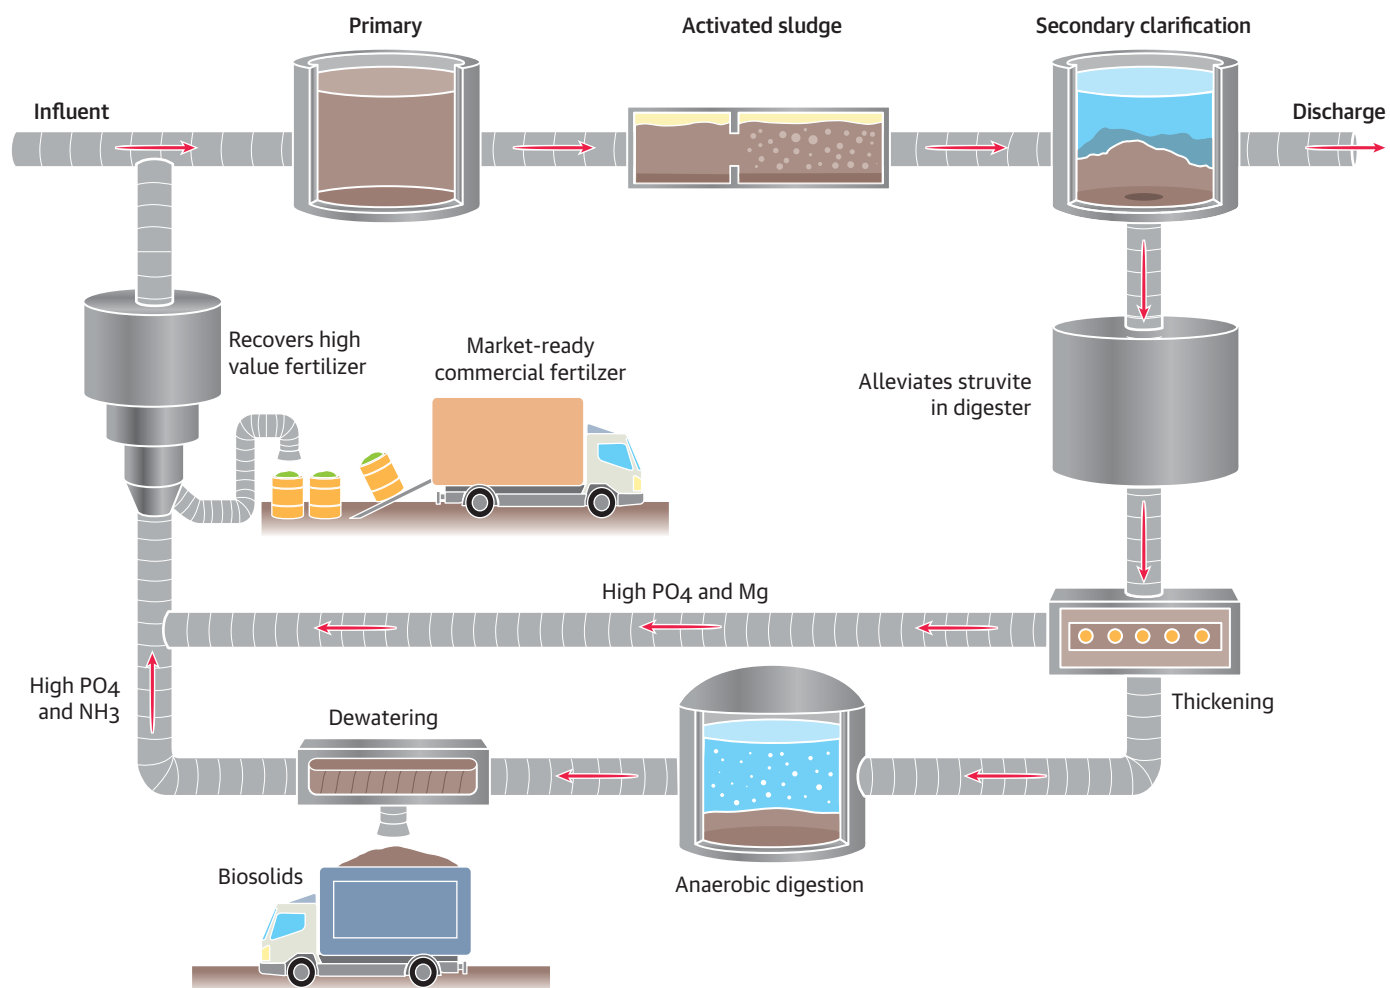 Primary
Activated sludge
Secondary clarification
Influent
Discharge
Recovers high
value fertilizer
Market-ready
commercial fertilzer
Alleviates struvite
in digester
High PO4 and Mg
High PO4
and NH3
Dewatering
Thickening
Biosolids
Anaerobic digestion